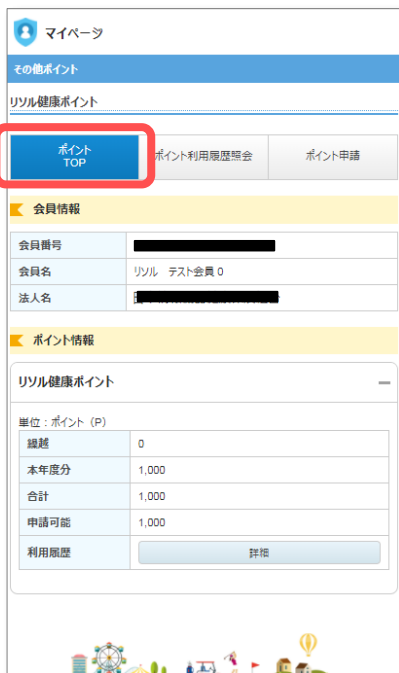 マイページ
その他ポイント
リソル健康ポイント
ポイント
TOP
ポイント利用履歴照会
ポイント申請
会員情報
会員番号
会員名 リソル テスト会員 0
法人名
ポイント情報
リソル健康ポイント
単位：ポイント（P）
繰越 0
本年度分 1,000
合計 1,000
申請可能 1,000
利用履歴 詳細